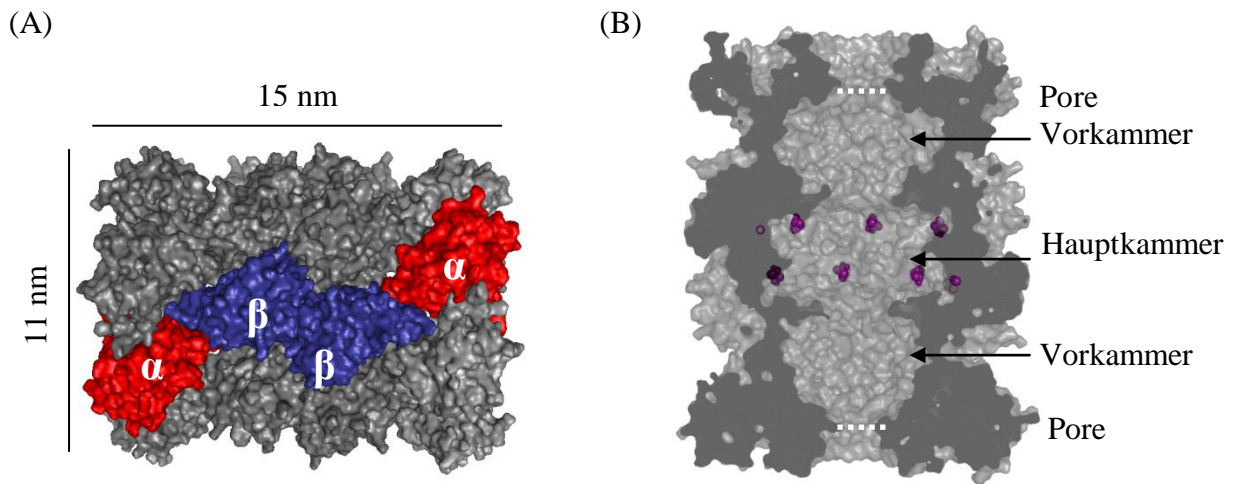 (A)
15 nm
11 nm
α
β
β
α
(B)
Pore
Vorkammer
Hauptkammer
Vorkammer
Pore